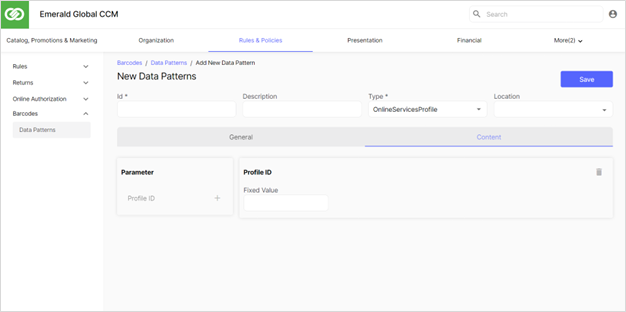 Emerald Global CCM
Search
Catalog, Promotions & Marketing Organization Rules & Policies Presentation Financial More(2)
Rules
Returns
Online Authorization
Barcodes
Data Patterns
Barcodes / Data Patterns / Add New Data Pattern
New Data Patterns
Save
Id * Description Type * Location
OnlineServicesProfile
General Content
Parameter
Profile ID +
Profile ID
Fixed Value